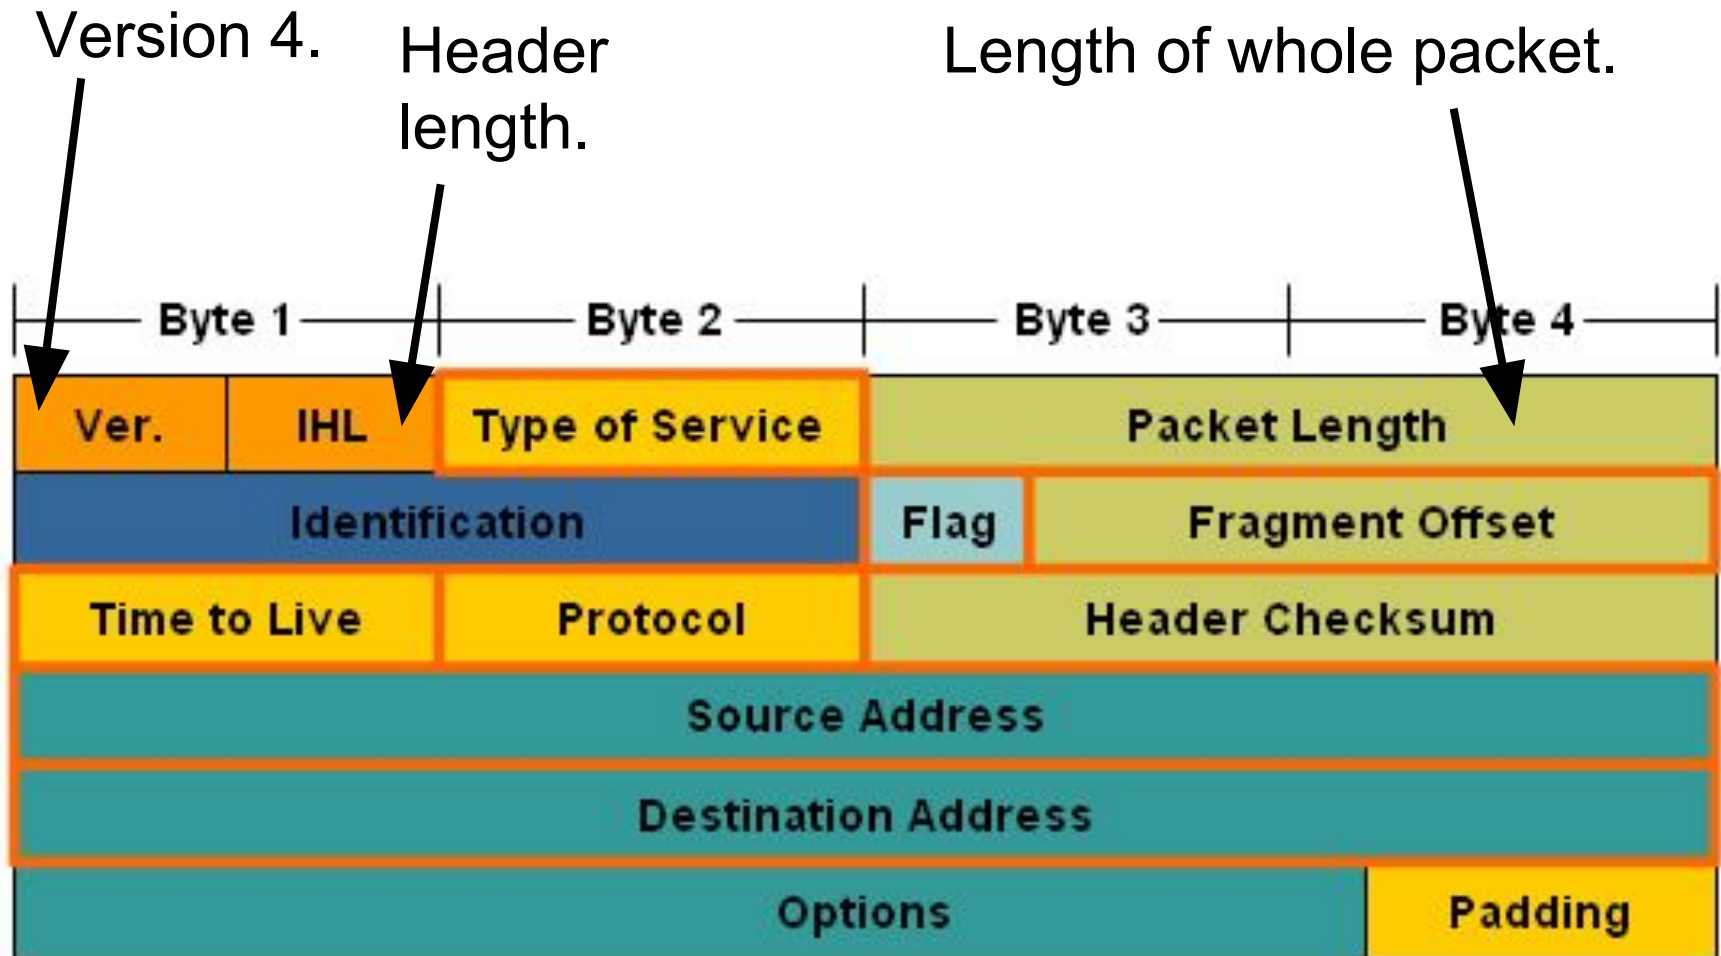 Version 4.
Header
length.
Length of whole packet.
Byte 1
Byte 2
Byte 3
Byte 4
Ver.
IHL
Type of Service
Packet Length
Identification
Flag
Fragment Offset
Time to Live
Protocol
Header Checksum
Source Address
Destination Address
Options
Padding